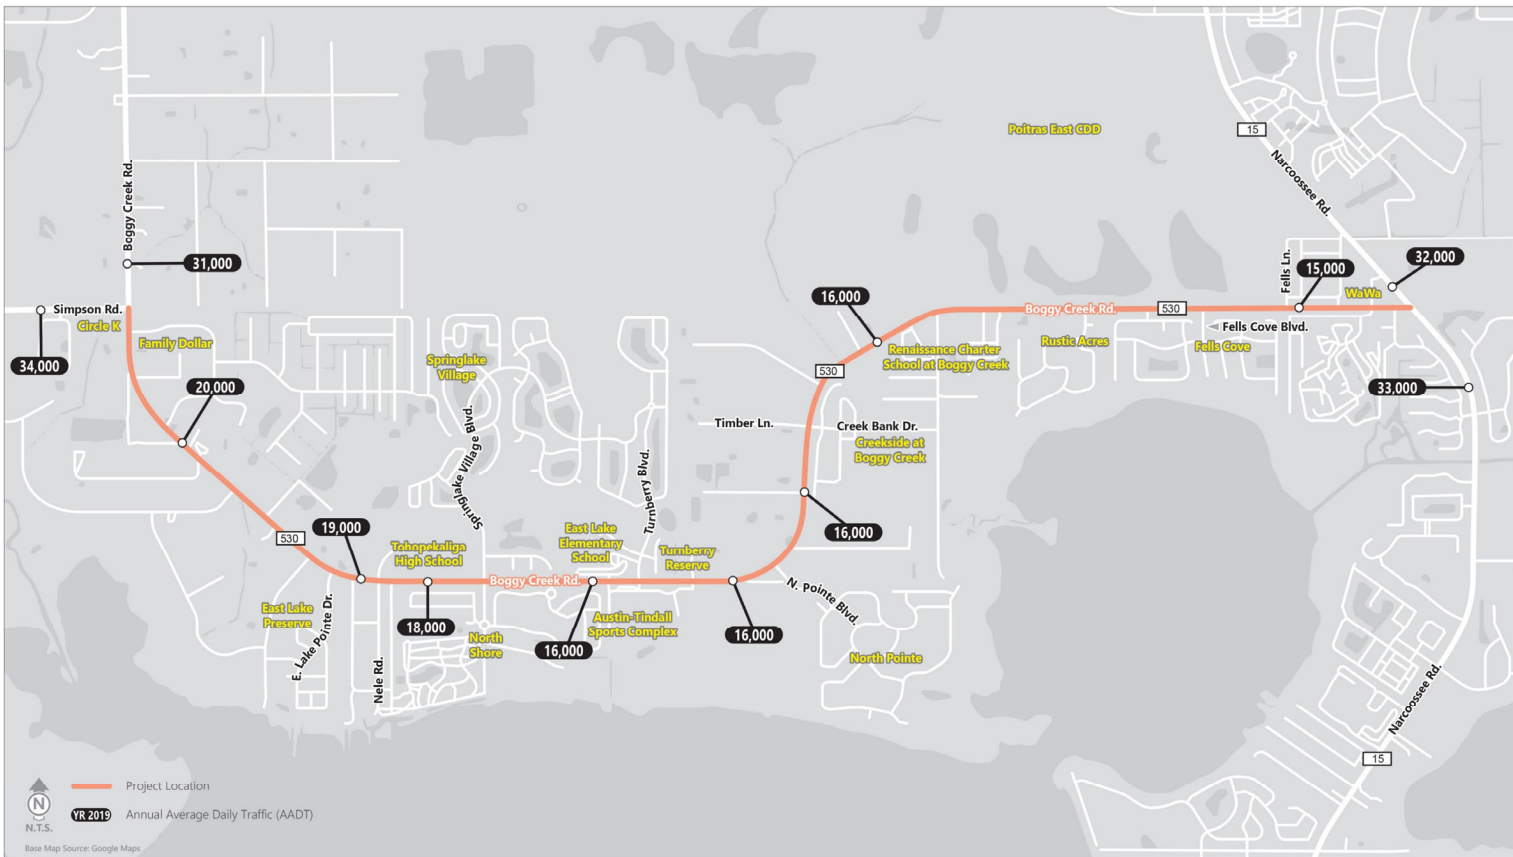 Poitras East CDD
15
Narcoossee Rd.
Boggy Creek Rd.
31,000
Fells Ln.
15,000
32,000
Simpson Rd.
Circle K
34,000
Family Dollar
20,000
16,000
Boggy Creek Rd.
530
WaWa
Fells Cove Blvd.
Fells Cove
Rustic Acres
Renaissance Charter
School at Boggy Creek
530
33,000
Springlake
Village
Springlake Village Blvd.
Turnberry Blvd.
Timber Ln.
Creek Bank Dr.
Creekside at
Boggy Creek
16,000
530
19,000
Tohopekaliga
High School
East Lake
Elementary
School
Turnberry
Reserve
Boggy Creek Rd.
East Lake
Preserve
E. Lake Pointe Dr.
Nele Rd.
18,000
North
Shore
16,000
Austin-Tindall
Sports Complex
16,000
N. Pointe Blvd.
North Pointe
Narcoossee Rd.
15
N
N.T.S.
Project Location
YR 2019
Annual Average Daily Traffic (AADT)
Base Map Source: Google Maps